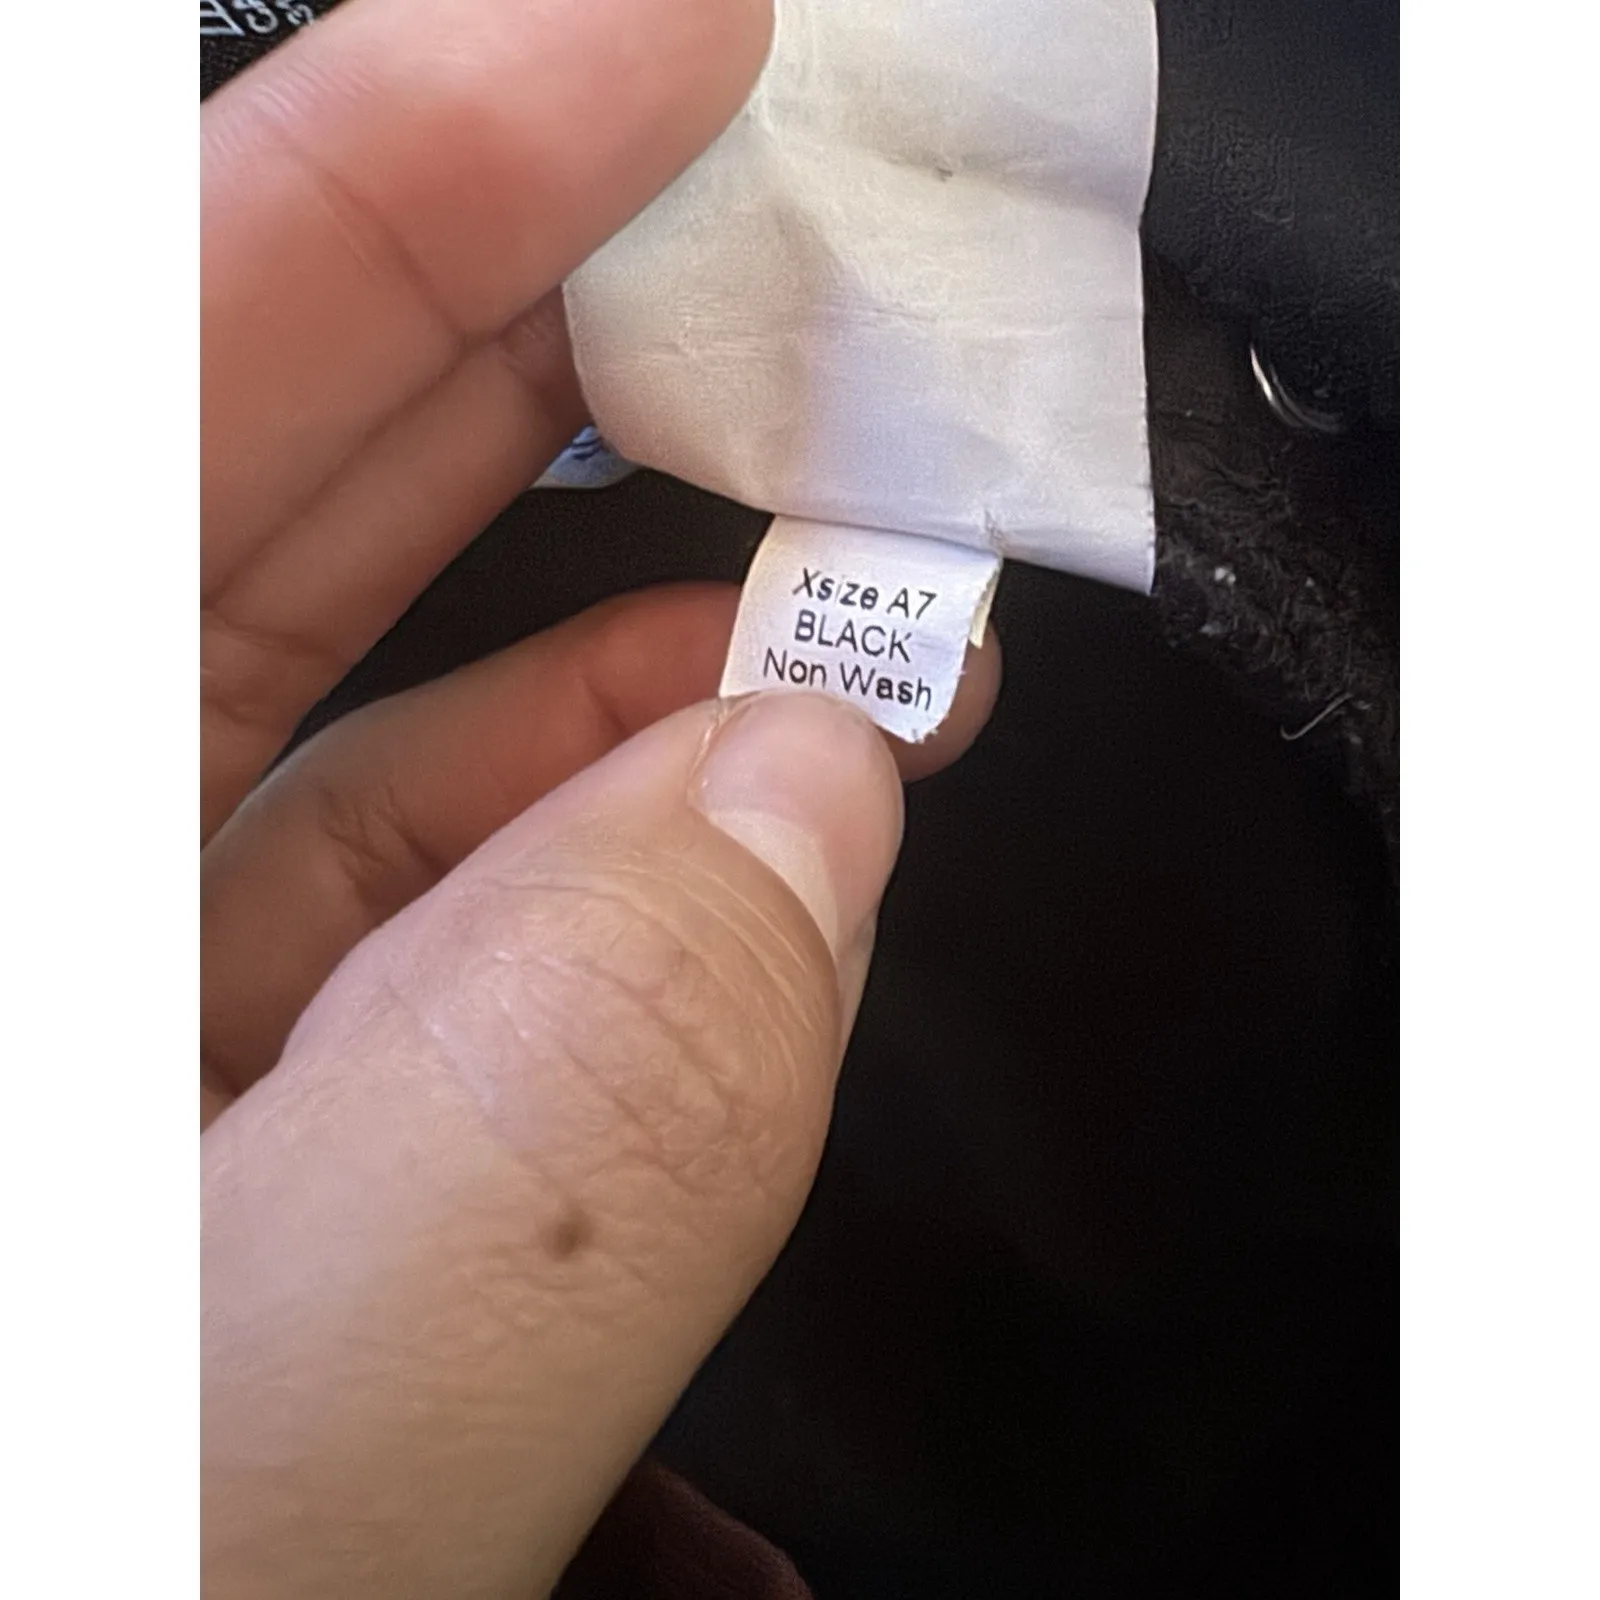 Xsize A7
BLACK
Non Wash